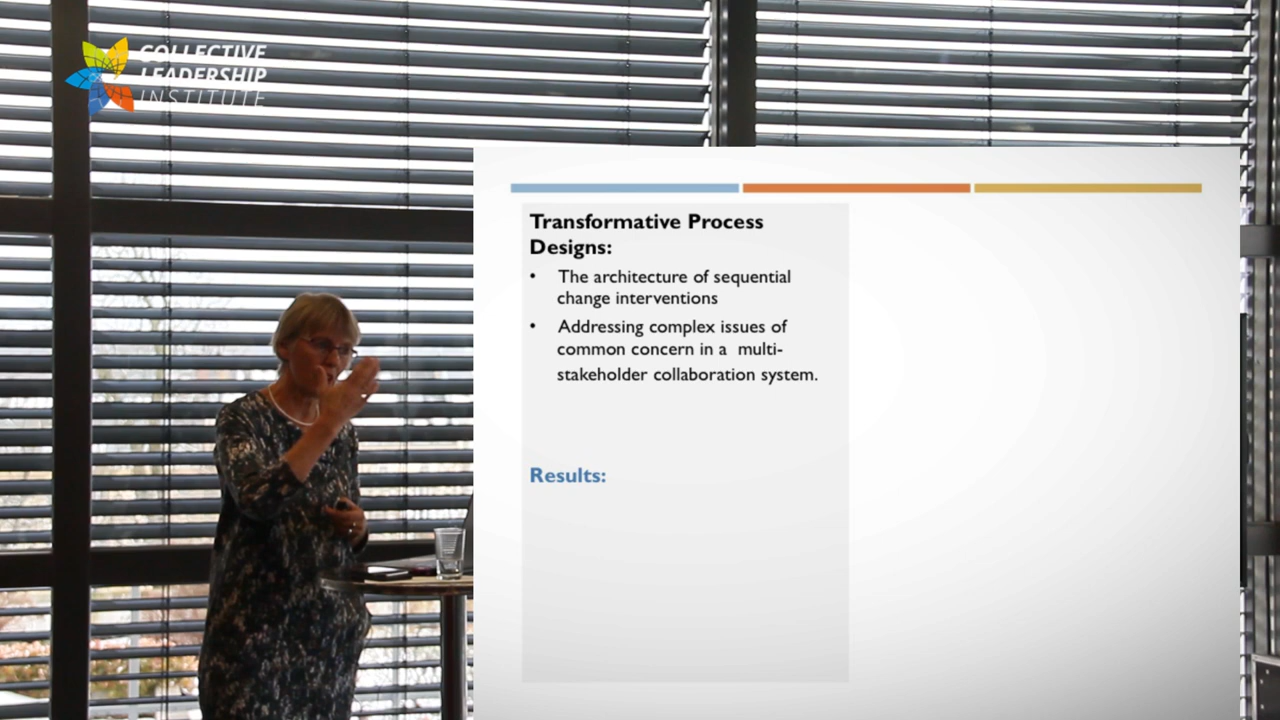 COLLECTIVE
LEADERSHIP
INSTITUTE
Transformative Process
Designs:
• The architecture of sequential
change interventions
• Addressing complex issues of
common concern in a multi-
stakeholder collaboration system.
Results: